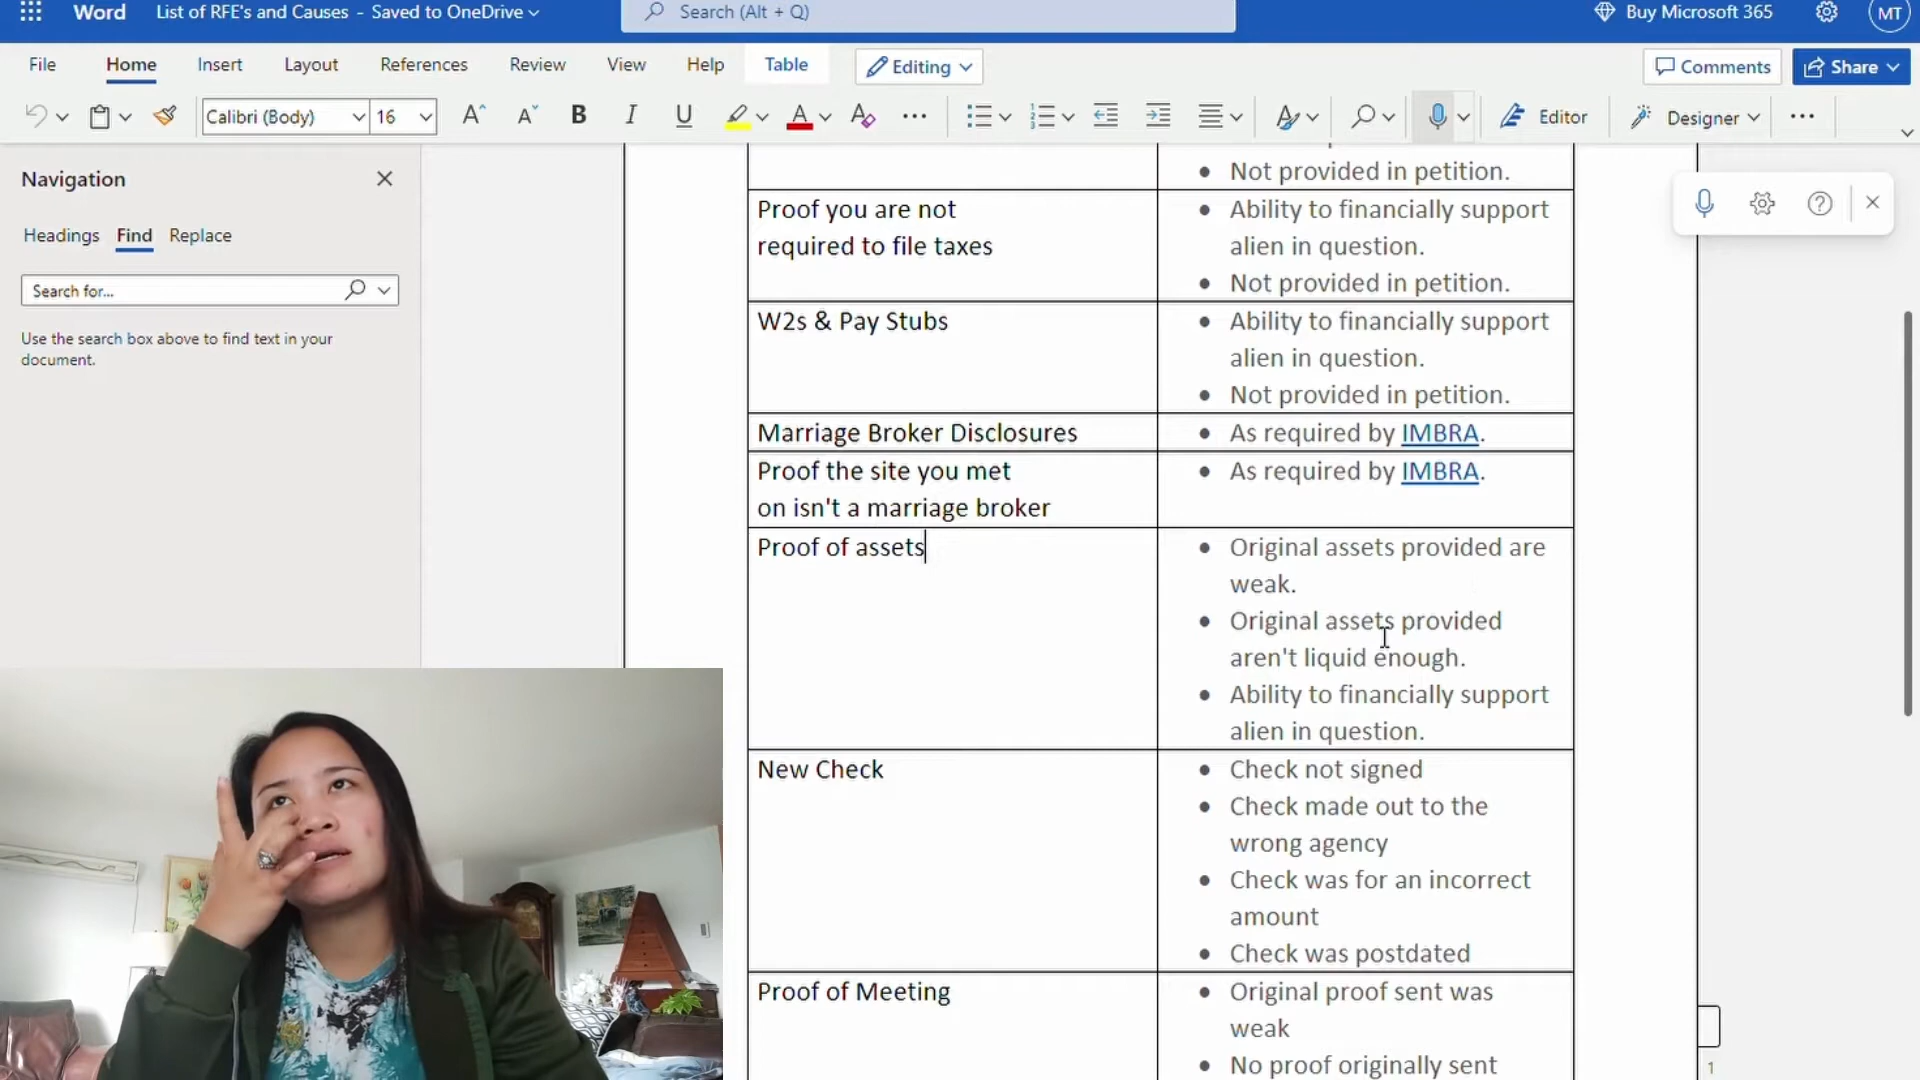 Word
List of RFE's and Causes - Saved to OneDrive
Search (Alt + Q)
Buy Microsoft 365
MT
File
Home
Insert
Layout
References
Review
View
Help
Table
Editing
Comments
Share
Calibri (Body)
16
A
A
B
I
U
A
A
Editor
Designer
Navigation
Headings
Find
Replace
Search for...
Use the search box above to find text in your
document.
Not provided in petition.
Proof you are not
required to file taxes
Ability to financially support
alien in question.
Not provided in petition.
W2s & Pay Stubs
Ability to financially support
alien in question.
Not provided in petition.
Marriage Broker Disclosures
As required by IMBRA.
Proof the site you met
on isn't a marriage broker
As required by IMBRA.
Proof of assets
Original assets provided are
weak.
Original assets provided
aren't liquid enough.
Ability to financially support
alien in question.
New Check
Check not signed
Check made out to the
wrong agency
Check was for an incorrect
amount
Check was postdated
Proof of Meeting
Original proof sent was
weak
No proof originally sent
1